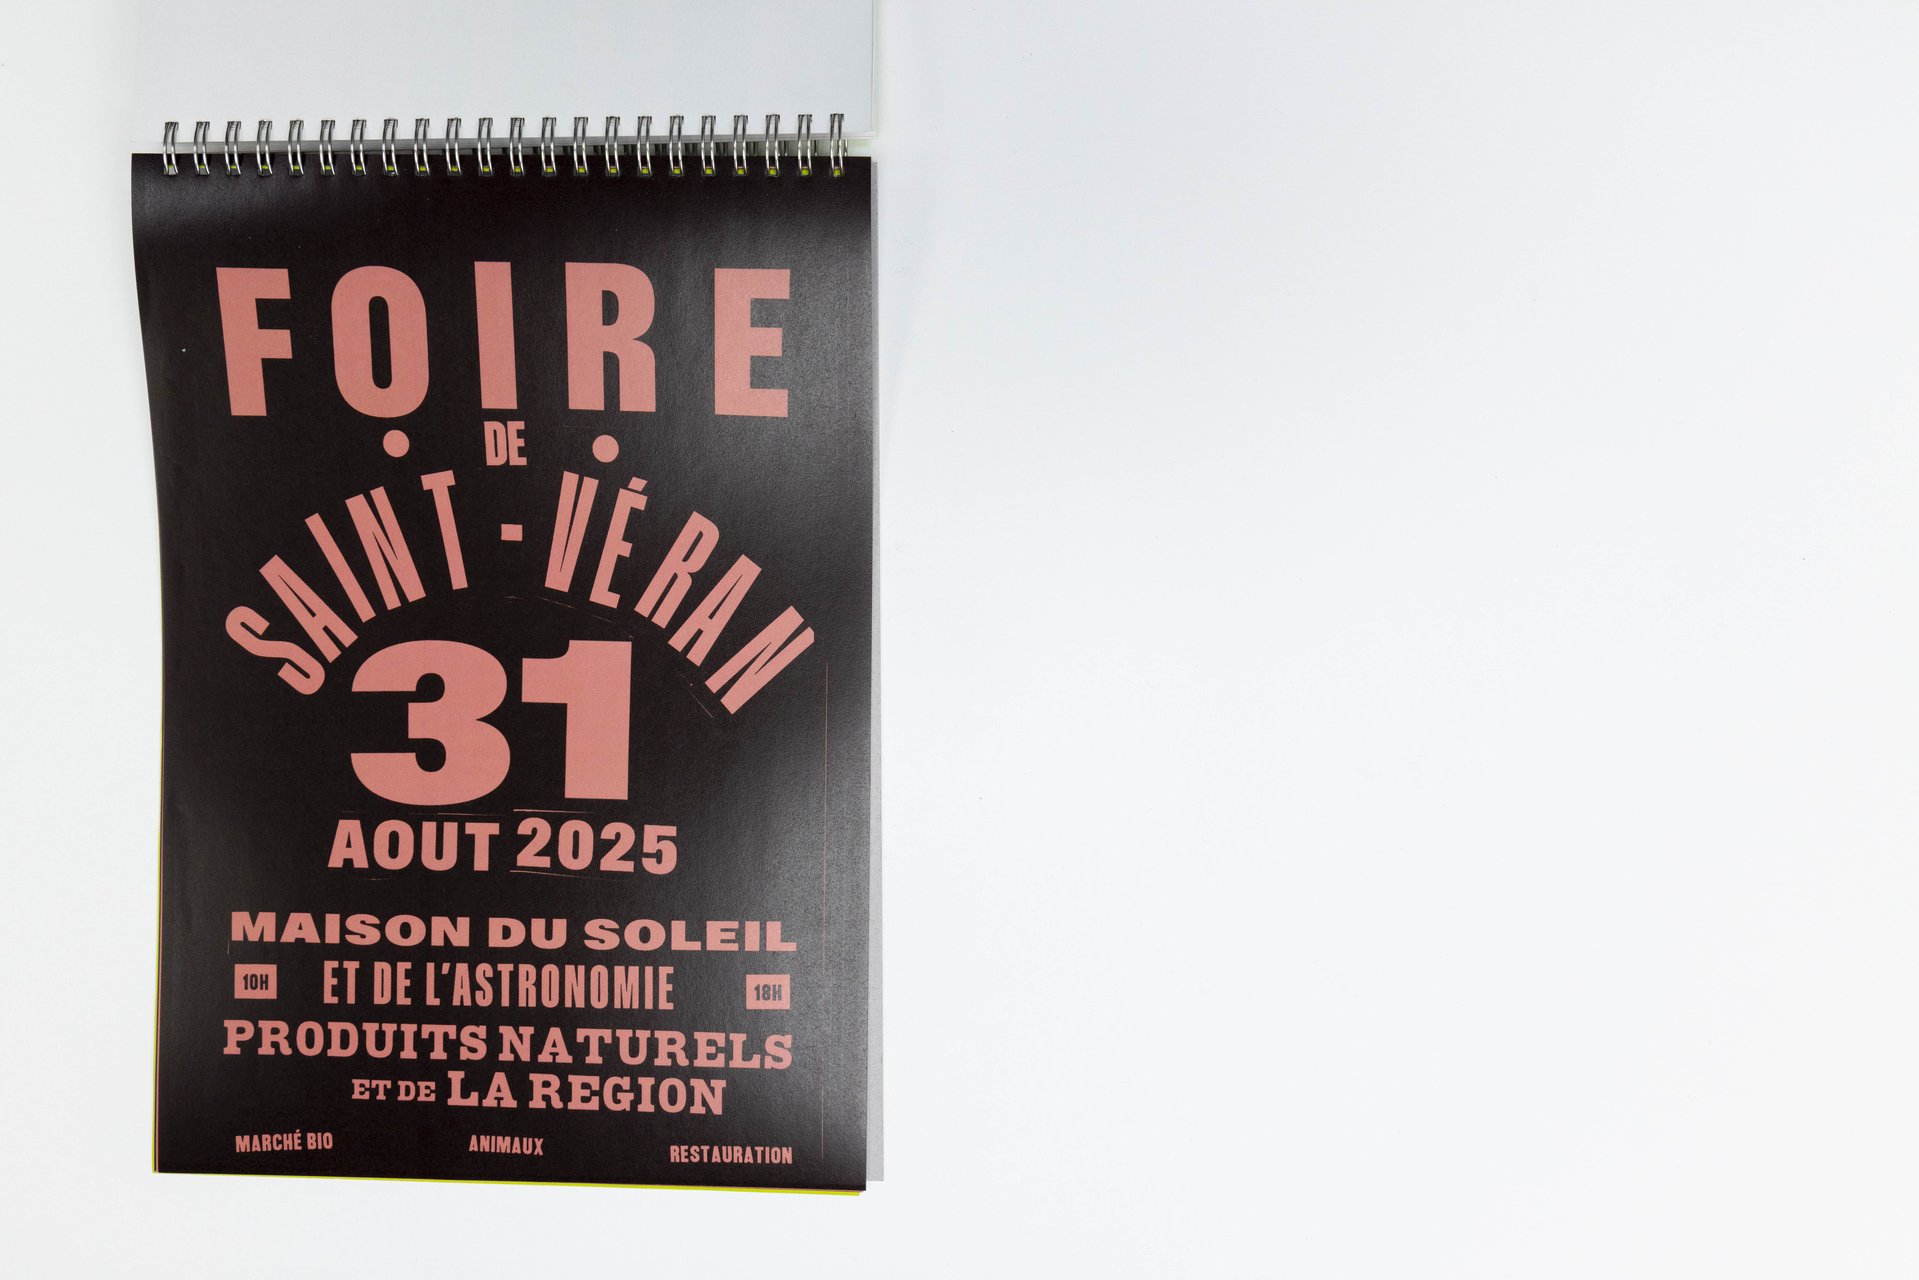 FOIRE
DE
SAINT-VÉRAN
31
AOUT 2025
MAISON DU SOLEIL
10H ET DE L'ASTRONOMIE 18H
PRODUITS NATURELS
ET DE LA REGION
MARCHÉ BIO ANIMAUX RESTAURATION